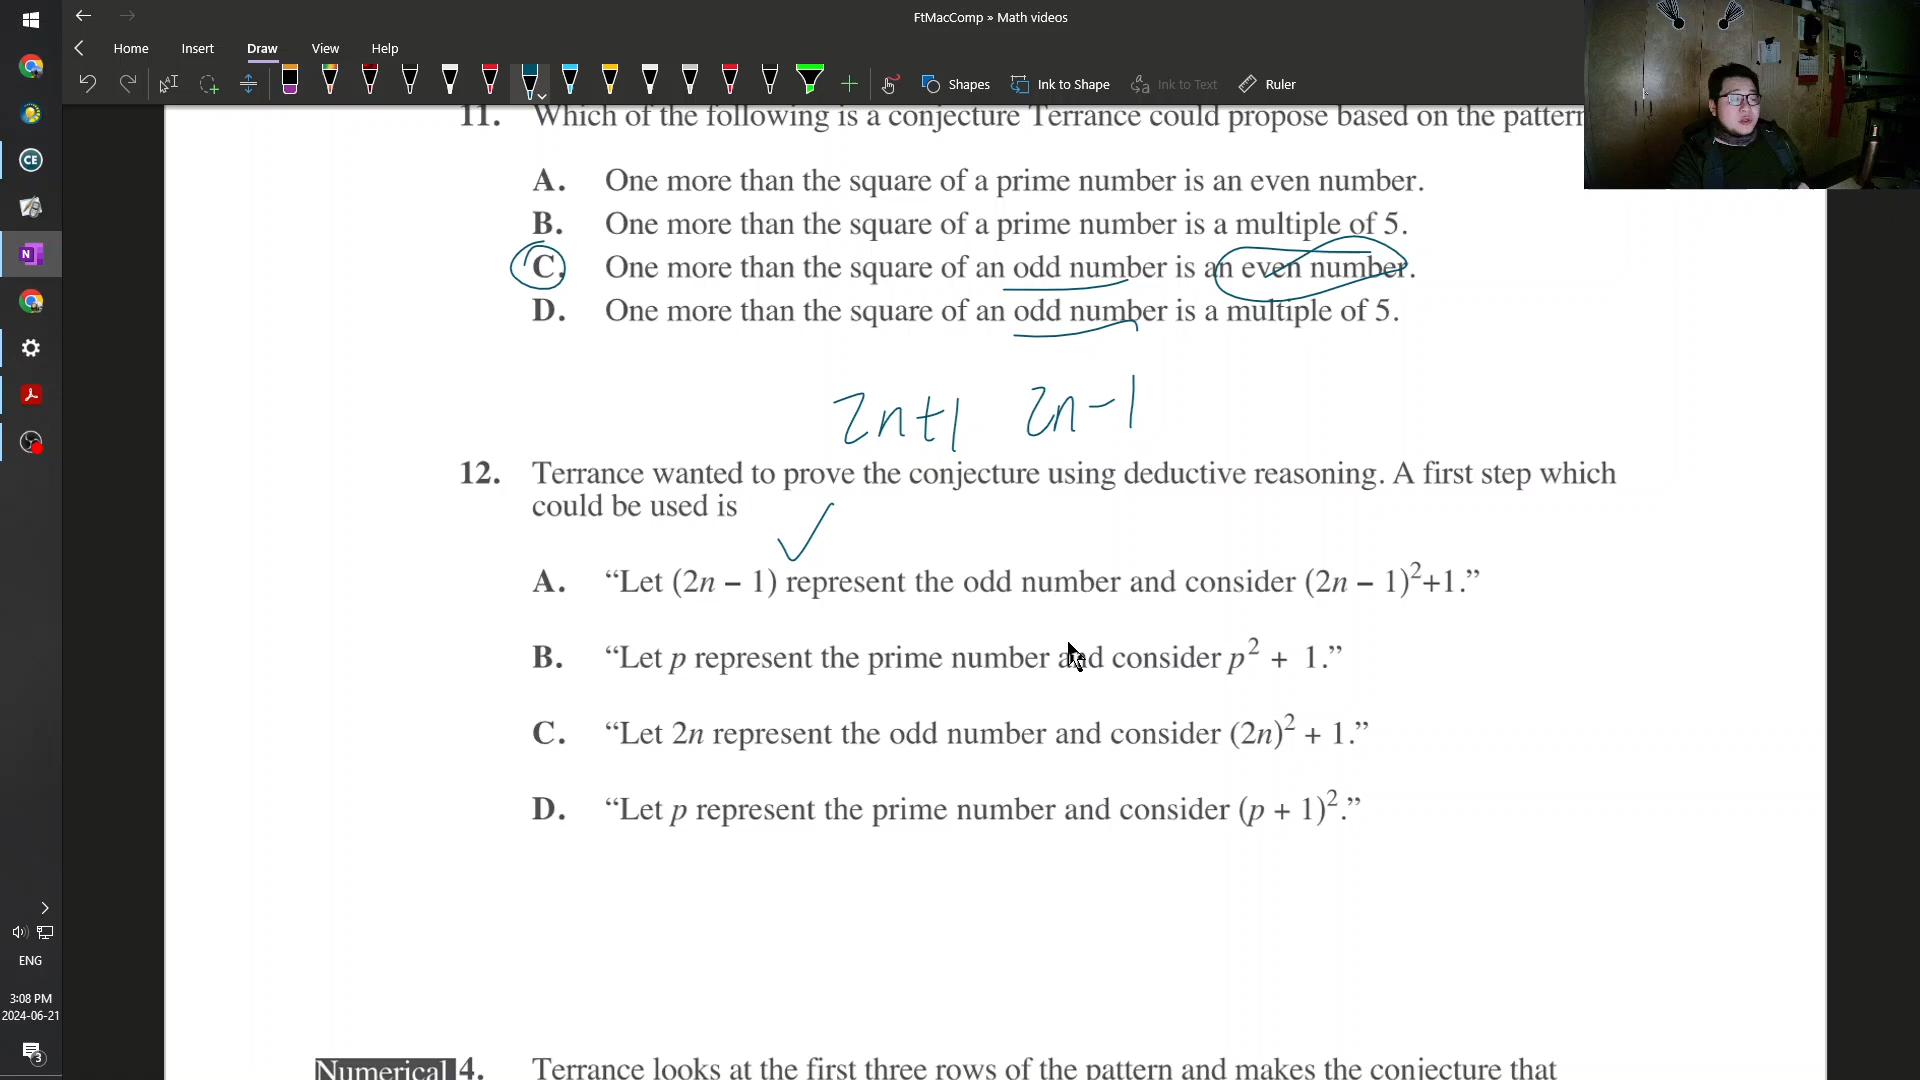 FtMacComp » Math videos
Home Insert Draw View Help
Shapes Ink to Shape Ink to Text Ruler
11. Which of the following is a conjecture Terrance could propose based on the pattern
A. One more than the square of a prime number is an even number.
B. One more than the square of a prime number is a multiple of 5.
C. One more than the square of an odd number is an even number.
D. One more than the square of an odd number is a multiple of 5.
2n+1 2n-1
12. Terrance wanted to prove the conjecture using deductive reasoning. A first step which
could be used is
A. “Let (2n – 1) represent the odd number and consider (2n – 1)²+1.”
B. “Let p represent the prime number and consider p² + 1.”
C. “Let 2n represent the odd number and consider (2n)² + 1.”
D. “Let p represent the prime number and consider (p + 1)².”
Numerical 4. Terrance looks at the first three rows of the pattern and makes the conjecture that
CE
N
ENG
3:08 PM
2024-06-21
3